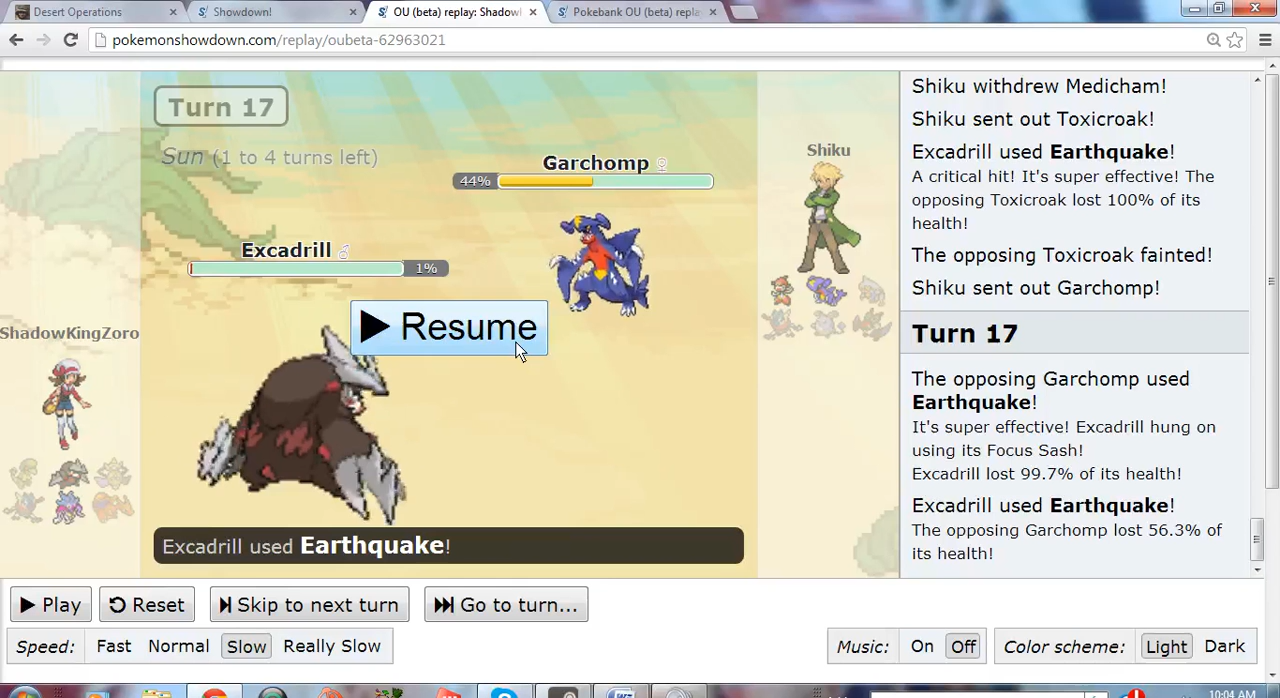 Desert Operations
Showdown!
OU (beta) replay: Shadow
Pokebank OU (beta) repla
pokemonshowdown.com/replay/oubeta-62963021
Turn 17
Sun (1 to 4 turns left)
Garchomp
44%
Excadrill
1%
Resume
Excadrill used Earthquake!
ShadowKingZoro
Shiku
Shiku withdrew Medicham!
Shiku sent out Toxicroak!
Excadrill used Earthquake!
A critical hit! It's super effective! The
opposing Toxicroak lost 100% of its
health!
The opposing Toxicroak fainted!
Shiku sent out Garchomp!
Turn 17
The opposing Garchomp used
Earthquake!
It's super effective! Excadrill hung on
using its Focus Sash!
Excadrill lost 99.7% of its health!
Excadrill used Earthquake!
The opposing Garchomp lost 56.3% of
its health!
Play Reset Skip to next turn Go to turn...
Speed: Fast Normal Slow Really Slow
Music: On Off Color scheme: Light Dark
10:04 AM